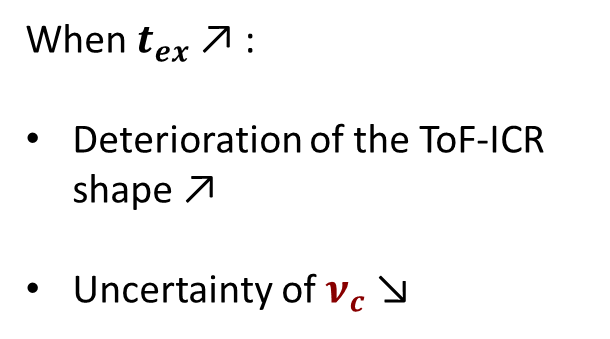 When t_ex ↗ :
• Deterioration of the ToF-ICR
shape ↗
• Uncertainty of ν_c ↘